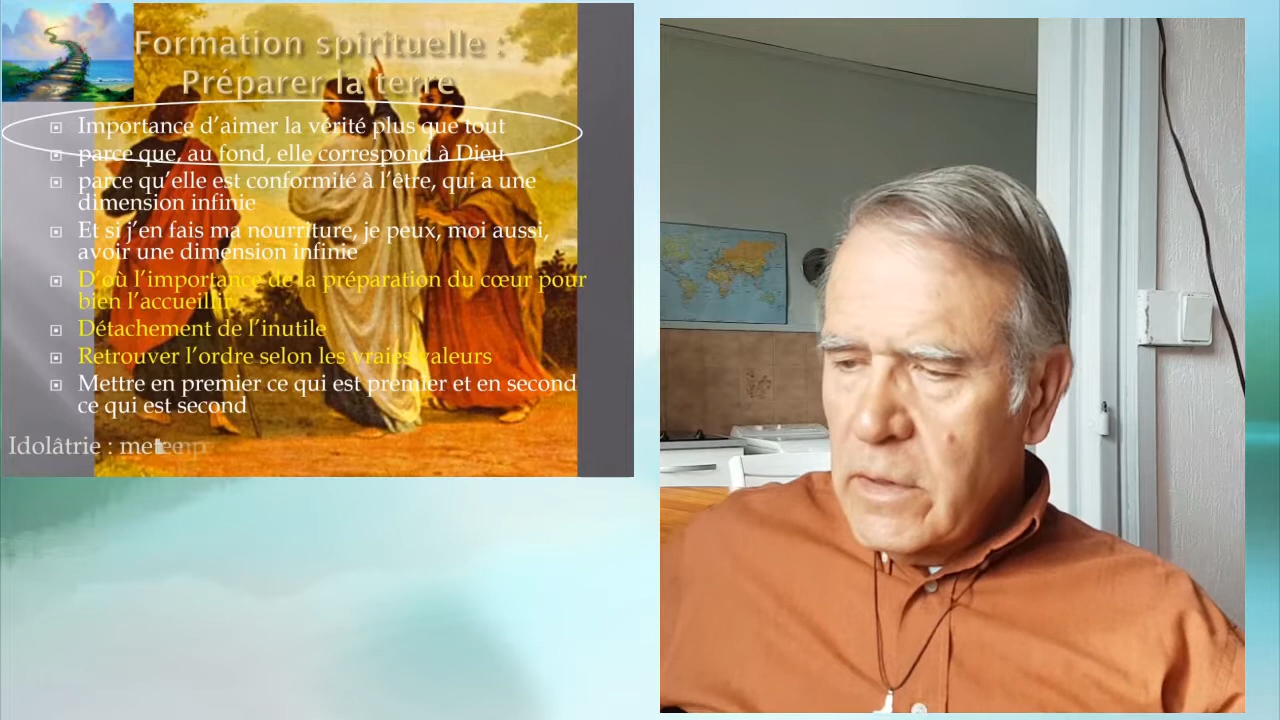 Formation spirituelle :
Préparer la terre
Importance d’aimer la vérité plus que tout
parce que, au fond, elle correspond à Dieu
parce qu’elle est conformité à l’être, qui a une
dimension infinie
Et si j’en fais ma nourriture, je peux, moi aussi,
avoir une dimension infinie
D’où l’importance de la préparation du cœur pour
bien l’accueillir
Détachement de l’inutile
Retrouver l’ordre selon les vraies valeurs
Mettre en premier ce qui est premier et en second
ce qui est second
Idolâtrie :